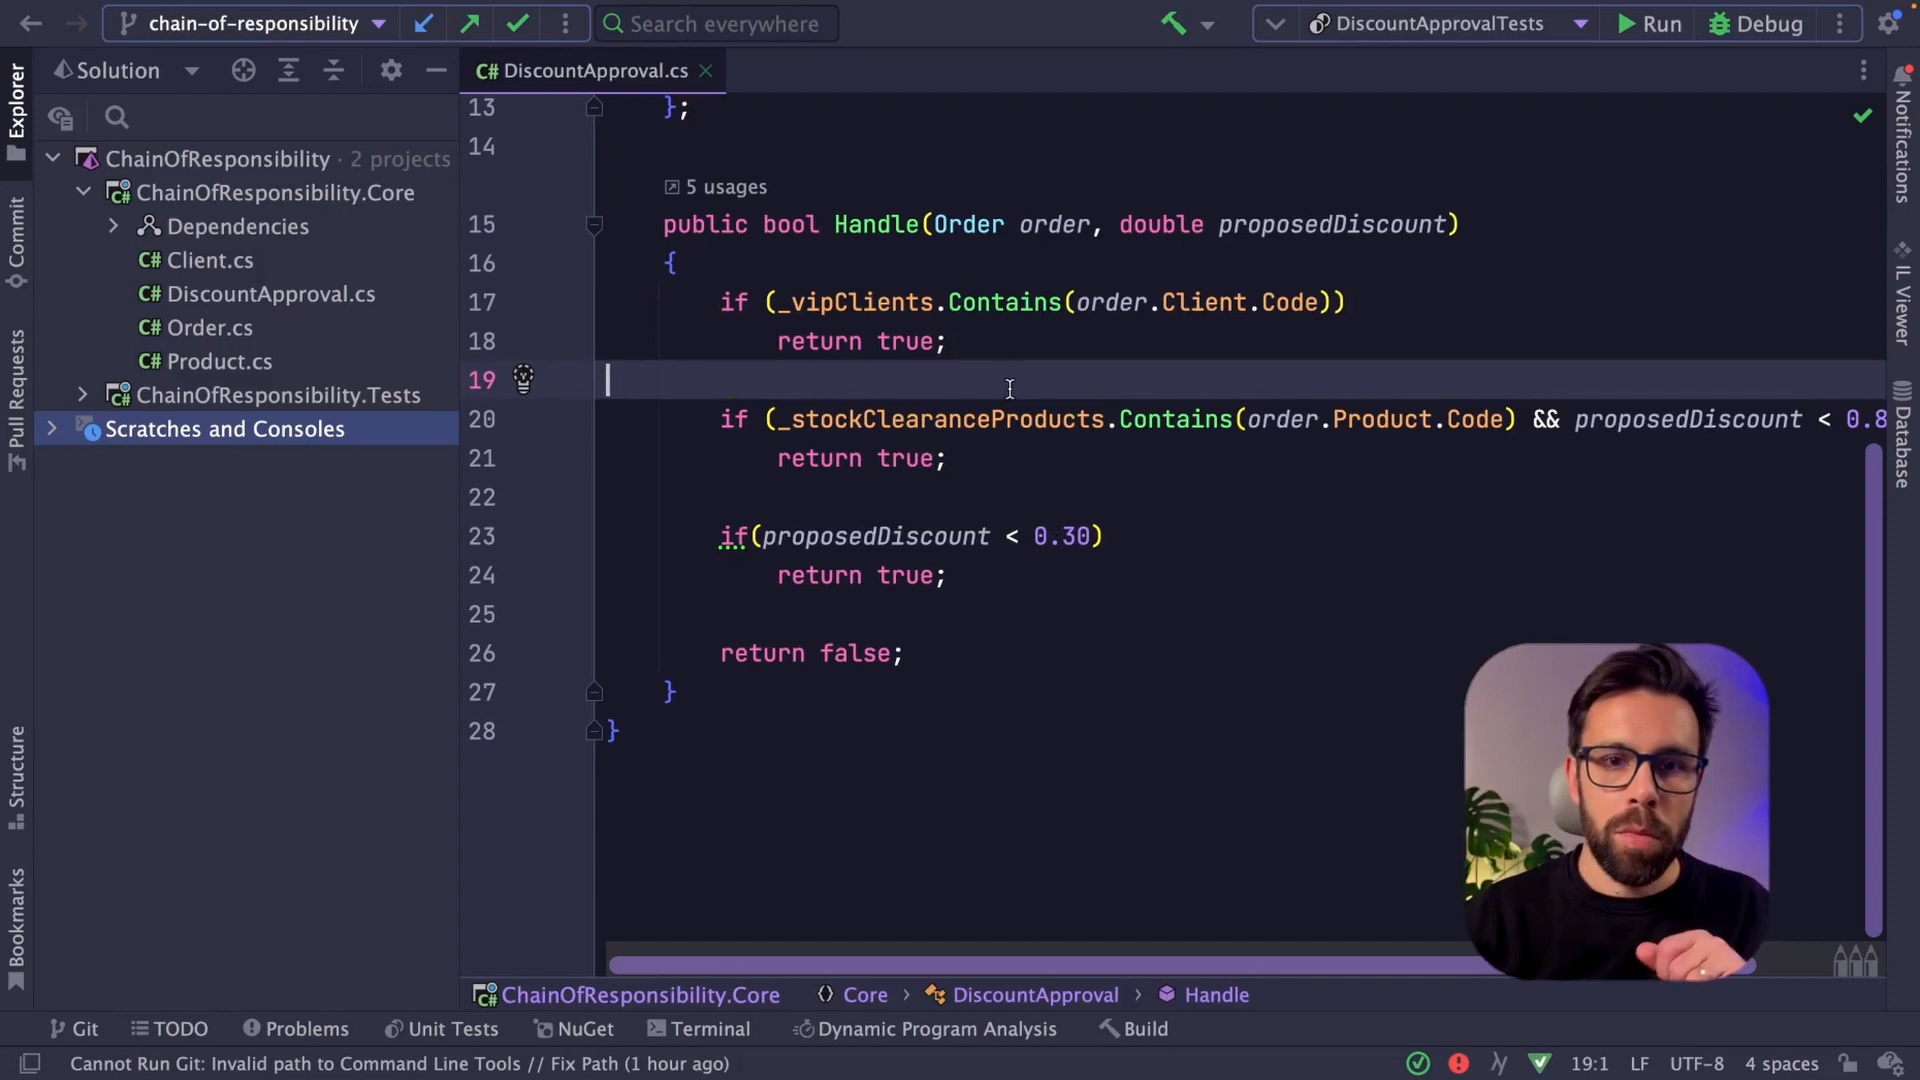 chain-of-responsibility
Search everywhere
DiscountApprovalTests
Run
Debug
Solution
DiscountApproval.cs
Explorer
Commit
Pull Requests
Structure
Bookmarks
ChainOfResponsibility · 2 projects
ChainOfResponsibility.Core
Dependencies
C# Client.cs
C# DiscountApproval.cs
C# Order.cs
C# Product.cs
ChainOfResponsibility.Tests
Scratches and Consoles
C#
13 };
14
5 usages
15 public bool Handle(Order order, double proposedDiscount)
16 {
17 if (_vipClients.Contains(order.Client.Code))
18 return true;
19
20 if (_stockClearanceProducts.Contains(order.Product.Code) && proposedDiscount < 0.8
21 return true;
22
23 if(proposedDiscount < 0.30)
24 return true;
25
26 return false;
27 }
28 }
Notifications
IL Viewer
Database
ChainOfResponsibility.Core
Core
DiscountApproval
Handle
Git
TODO
Problems
Unit Tests
NuGet
Terminal
Dynamic Program Analysis
Build
Cannot Run Git: Invalid path to Command Line Tools // Fix Path (1 hour ago)
19:1
LF
UTF-8
4 spaces